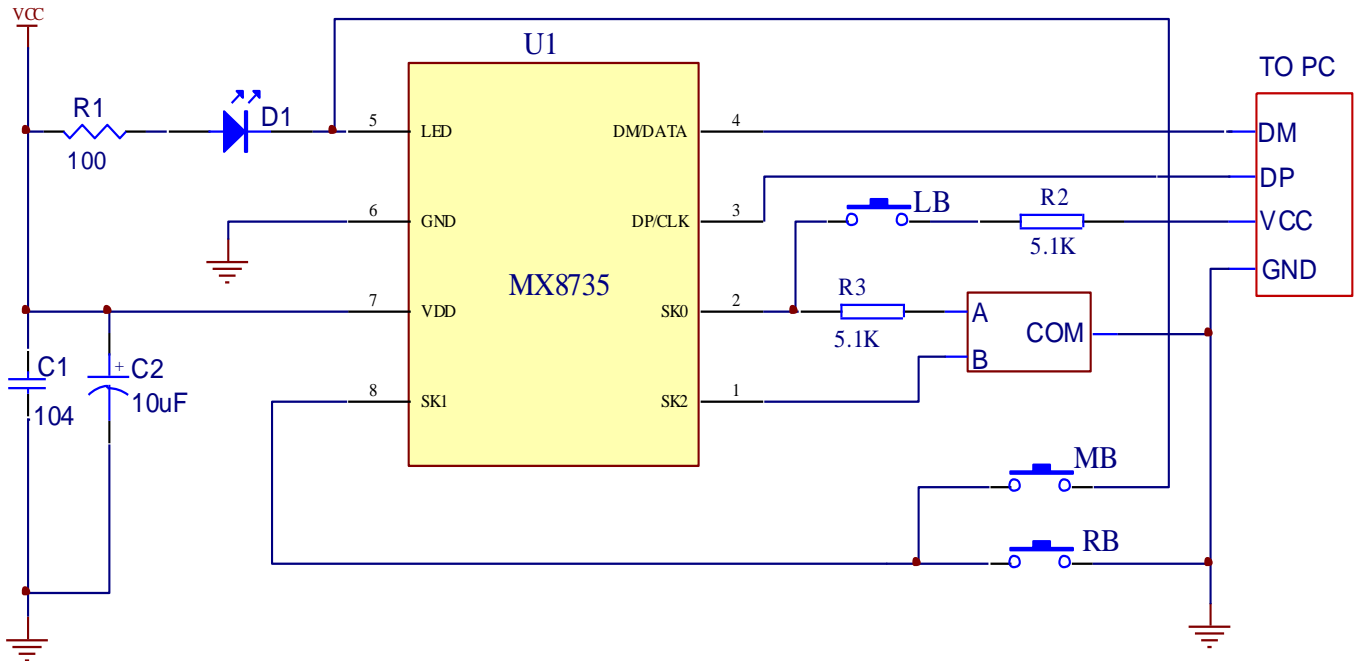 VCC
U1
TO PC
R1
100
D1
5
LED
DM/DATA
4
DM
DP
6
GND
DP/CLK
3
LB
R2
5.1K
VCC
GND
MX8735
7
VDD
SK0
2
R3
5.1K
A
B
COM
C1
104
+
C2
10uF
8
SK1
SK2
1
MB
RB